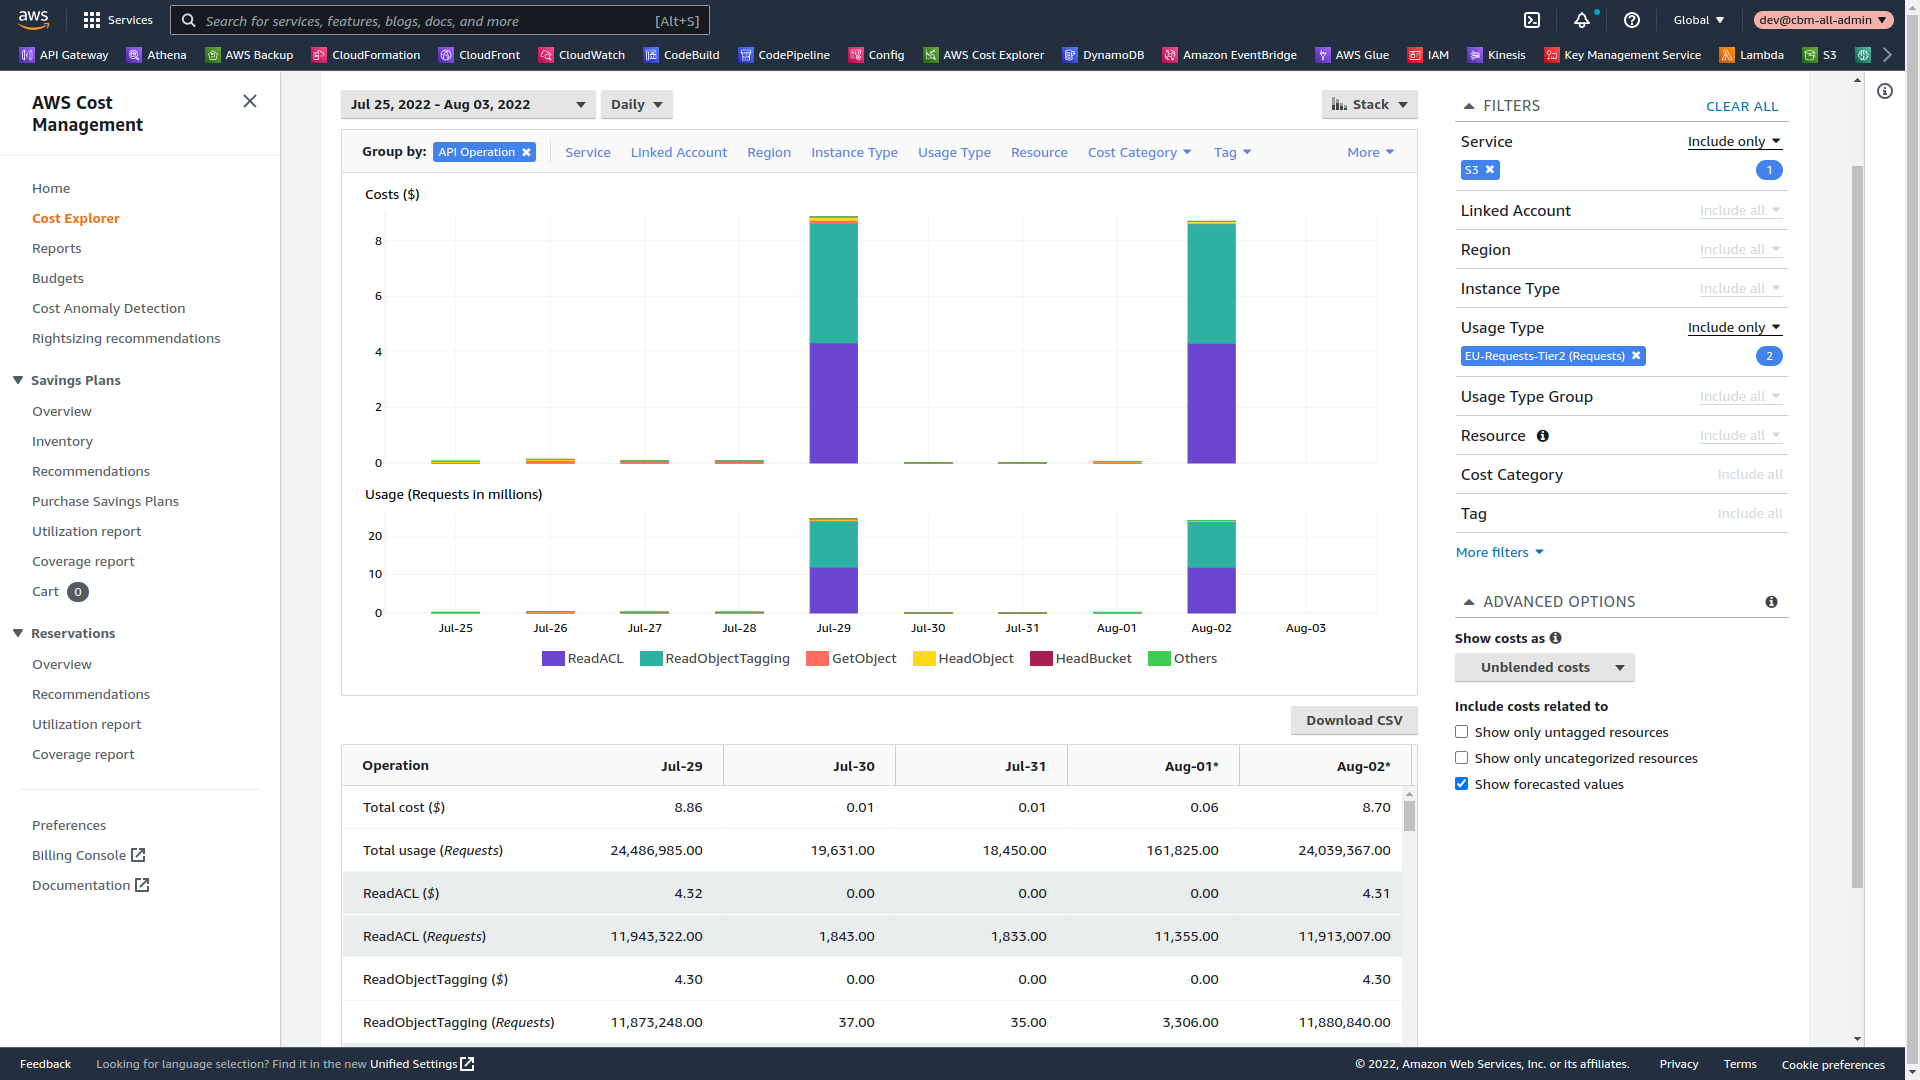 aws
Services
Search for services, features, blogs, docs, and more [Alt+S]
Global
dev@cbm-all-admin
API Gateway Athena AWS Backup CloudFormation CloudFront CloudWatch CodeBuild CodePipeline Config AWS Cost Explorer DynamoDB Amazon EventBridge AWS Glue IAM Kinesis Key Management Service Lambda S3
AWS Cost
Management
Home
Cost Explorer
Reports
Budgets
Cost Anomaly Detection
Rightsizing recommendations
Savings Plans
Overview
Inventory
Recommendations
Purchase Savings Plans
Utilization report
Coverage report
Cart 0
Reservations
Overview
Recommendations
Utilization report
Coverage report
Preferences
Billing Console
Documentation
Jul 25, 2022 - Aug 03, 2022 Daily Stack
Group by: API Operation Service Linked Account Region Instance Type Usage Type Resource Cost Category Tag More
Costs ($)
8
6
4
2
0
Usage (Requests in millions)
20
10
0
Jul-25 Jul-26 Jul-27 Jul-28 Jul-29 Jul-30 Jul-31 Aug-01 Aug-02 Aug-03
ReadACL ReadObjectTagging GetObject HeadObject HeadBucket Others
Download CSV
Operation Jul-29 Jul-30 Jul-31 Aug-01* Aug-02*
Total cost ($) 8.86 0.01 0.01 0.06 8.70
Total usage (Requests) 24,486,985.00 19,631.00 18,450.00 161,825.00 24,039,367.00
ReadACL ($) 4.32 0.00 0.00 0.00 4.31
ReadACL (Requests) 11,943,322.00 1,843.00 1,833.00 11,355.00 11,913,007.00
ReadObjectTagging ($) 4.30 0.00 0.00 0.00 4.30
ReadObjectTagging (Requests) 11,873,248.00 37.00 35.00 3,306.00 11,880,840.00
FILTERS CLEAR ALL
Service Include only
S3 1
Linked Account Include all
Region Include all
Instance Type Include all
Usage Type Include only
EU-Requests-Tier2 (Requests) 2
Usage Type Group Include all
Resource Include all
Cost Category Include all
Tag Include all
More filters
ADVANCED OPTIONS
Show costs as
Unblended costs
Include costs related to
Show only untagged resources
Show only uncategorized resources
Show forecasted values
Feedback Looking for language selection? Find it in the new Unified Settings © 2022, Amazon Web Services, Inc. or its affiliates. Privacy Terms Cookie preferences